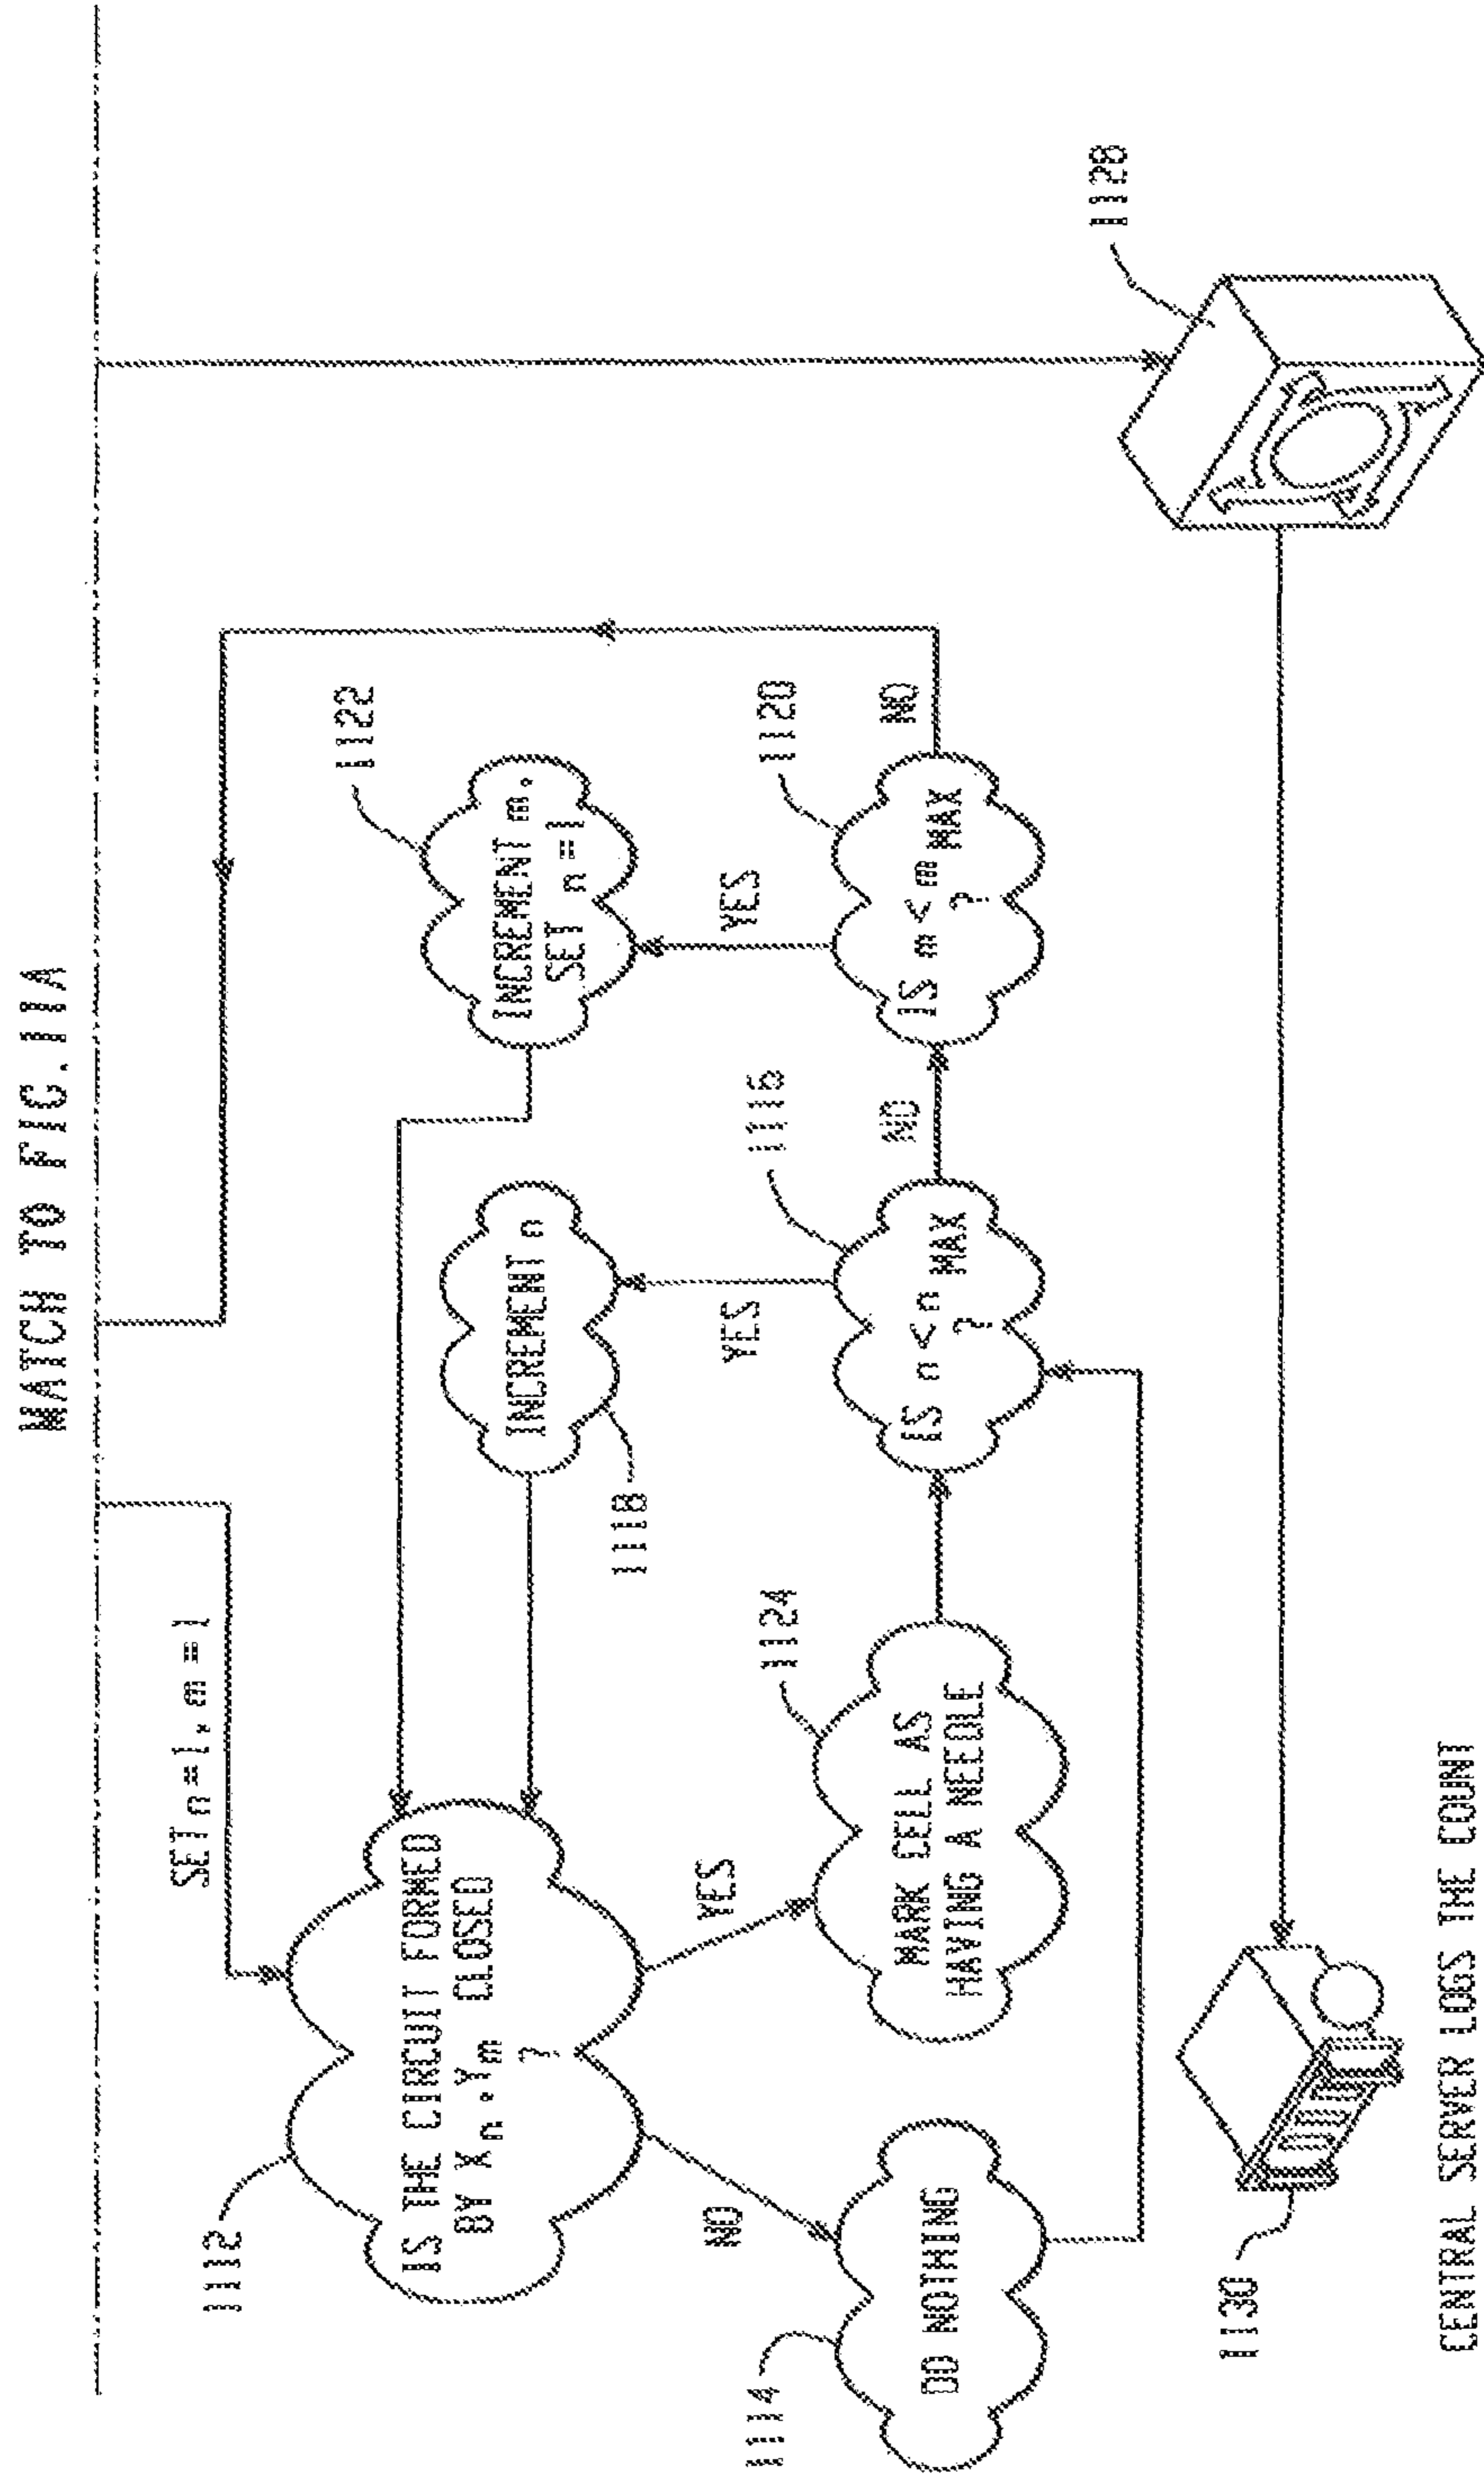 MATCH TO FIG.11A
SET n=1,m=1
1112
IS THE CIRCUIT FORMED
BY Xn,Ym CLOSED
?
NO
YES
1114
DO NOTHING
1124
MARK CELL AS
HAVING A NEEDLE
1118
INCREMENT n
YES
1116
IS n<n MAX
?
NO
1122
INCREMENT m,
SET n=1
YES
1120
IS m<m MAX
?
NO
1128
1130
CENTRAL SERVER LOGS THE COUNT